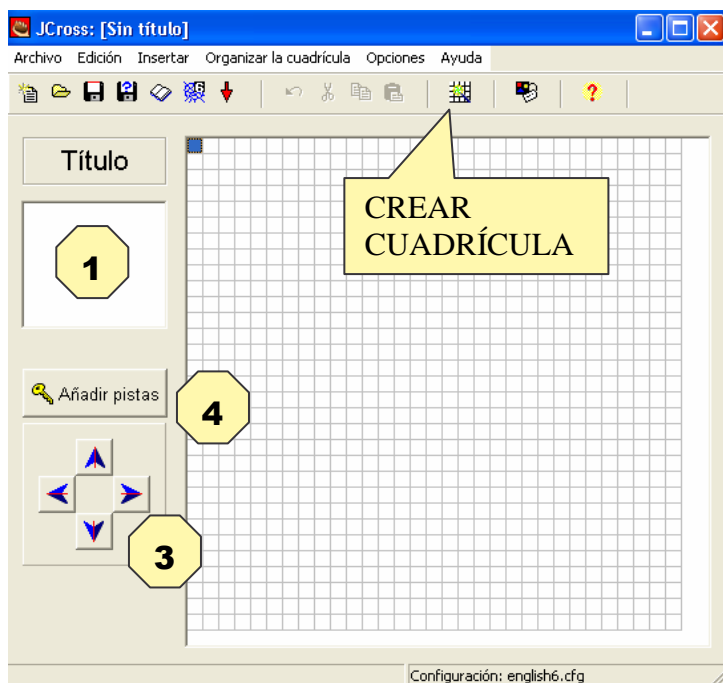 JCross: [Sin título]
Archivo Edición Insertar Organizar la cuadrícula Opciones Ayuda
?
Título
CREAR
CUADRÍCULA
1
Añadir pistas
4
3
Configuración: english6.cfg